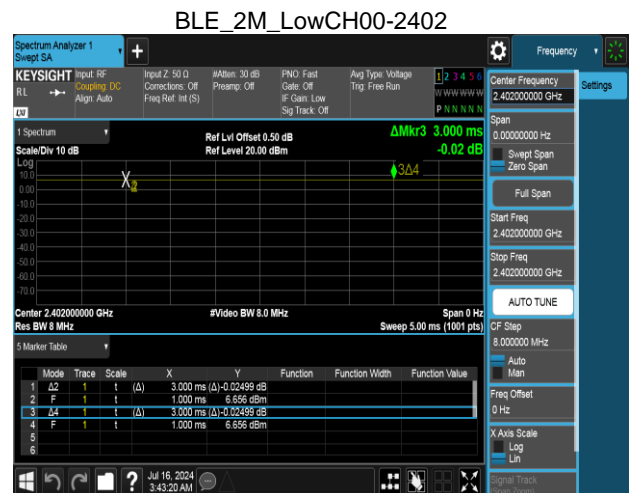 BLE_2M_LowCH00-2402
Spectrum Analyzer 1
Swept SA
Frequency
KEYSIGHT
RL
LXI
Input: RF
Coupling: DC
Align: Auto
Input Z: 50 Ω
Corrections: Off
Freq Ref: Int (S)
#Atten: 30 dB
Preamp: Off
PNO: Fast
Gate: Off
IF Gain: Low
Sig Track: Off
Avg Type: Voltage
Trig: Free Run
1 2 3 4 5 6
W W W W W W
P N N N N N
Center Frequency
2.402000000 GHz
Settings
Span
0.00000000 Hz
Swept Span
Zero Span
Full Span
Start Freq
2.402000000 GHz
Stop Freq
2.402000000 GHz
AUTO TUNE
CF Step
8.000000 MHz
Auto
Man
Freq Offset
0 Hz
X Axis Scale
Log
Lin
Signal Track
(Span Zoom)
1 Spectrum
Scale/Div 10 dB
Ref Lvl Offset 0.50 dB
Ref Level 20.00 dBm
ΔMkr3 3.000 ms
-0.02 dB
Log
10.0
0.00
-10.0
-20.0
-30.0
-40.0
-50.0
-60.0
-70.0
3Δ4
Center 2.402000000 GHz
Res BW 8 MHz
#Video BW 8.0 MHz
Span 0 Hz
Sweep 5.00 ms (1001 pts)
5 Marker Table
Mode Trace Scale X Y Function Function Width Function Value
1 Δ2 1 t (Δ) 3.000 ms (Δ) -0.02499 dB
2 F 1 t 1.000 ms 6.656 dBm
3 Δ4 1 t (Δ) 3.000 ms (Δ) -0.02499 dB
4 F 1 t 1.000 ms 6.656 dBm
5
6
Jul 16, 2024
3:43:20 AM